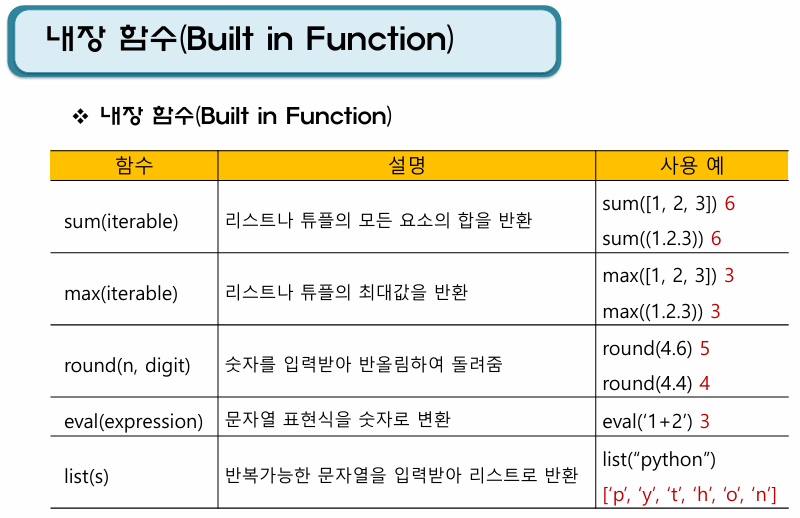 내장 함수(Built in Function)
❖ 내장 함수(Built in Function)
함수 설명 사용 예
sum(iterable) 리스트나 튜플의 모든 요소의 합을 반환 sum([1, 2, 3]) 6
sum((1.2.3)) 6
max(iterable) 리스트나 튜플의 최대값을 반환 max([1, 2, 3]) 3
max((1.2.3)) 3
round(n, digit) 숫자를 입력받아 반올림하여 돌려줌 round(4.6) 5
round(4.4) 4
eval(expression) 문자열 표현식을 숫자로 변환 eval(‘1+2’) 3
list(s) 반복가능한 문자열을 입력받아 리스트로 반환 list(“python”)
[‘p’, ‘y’, ‘t’, ‘h’, ‘o’, ‘n’]